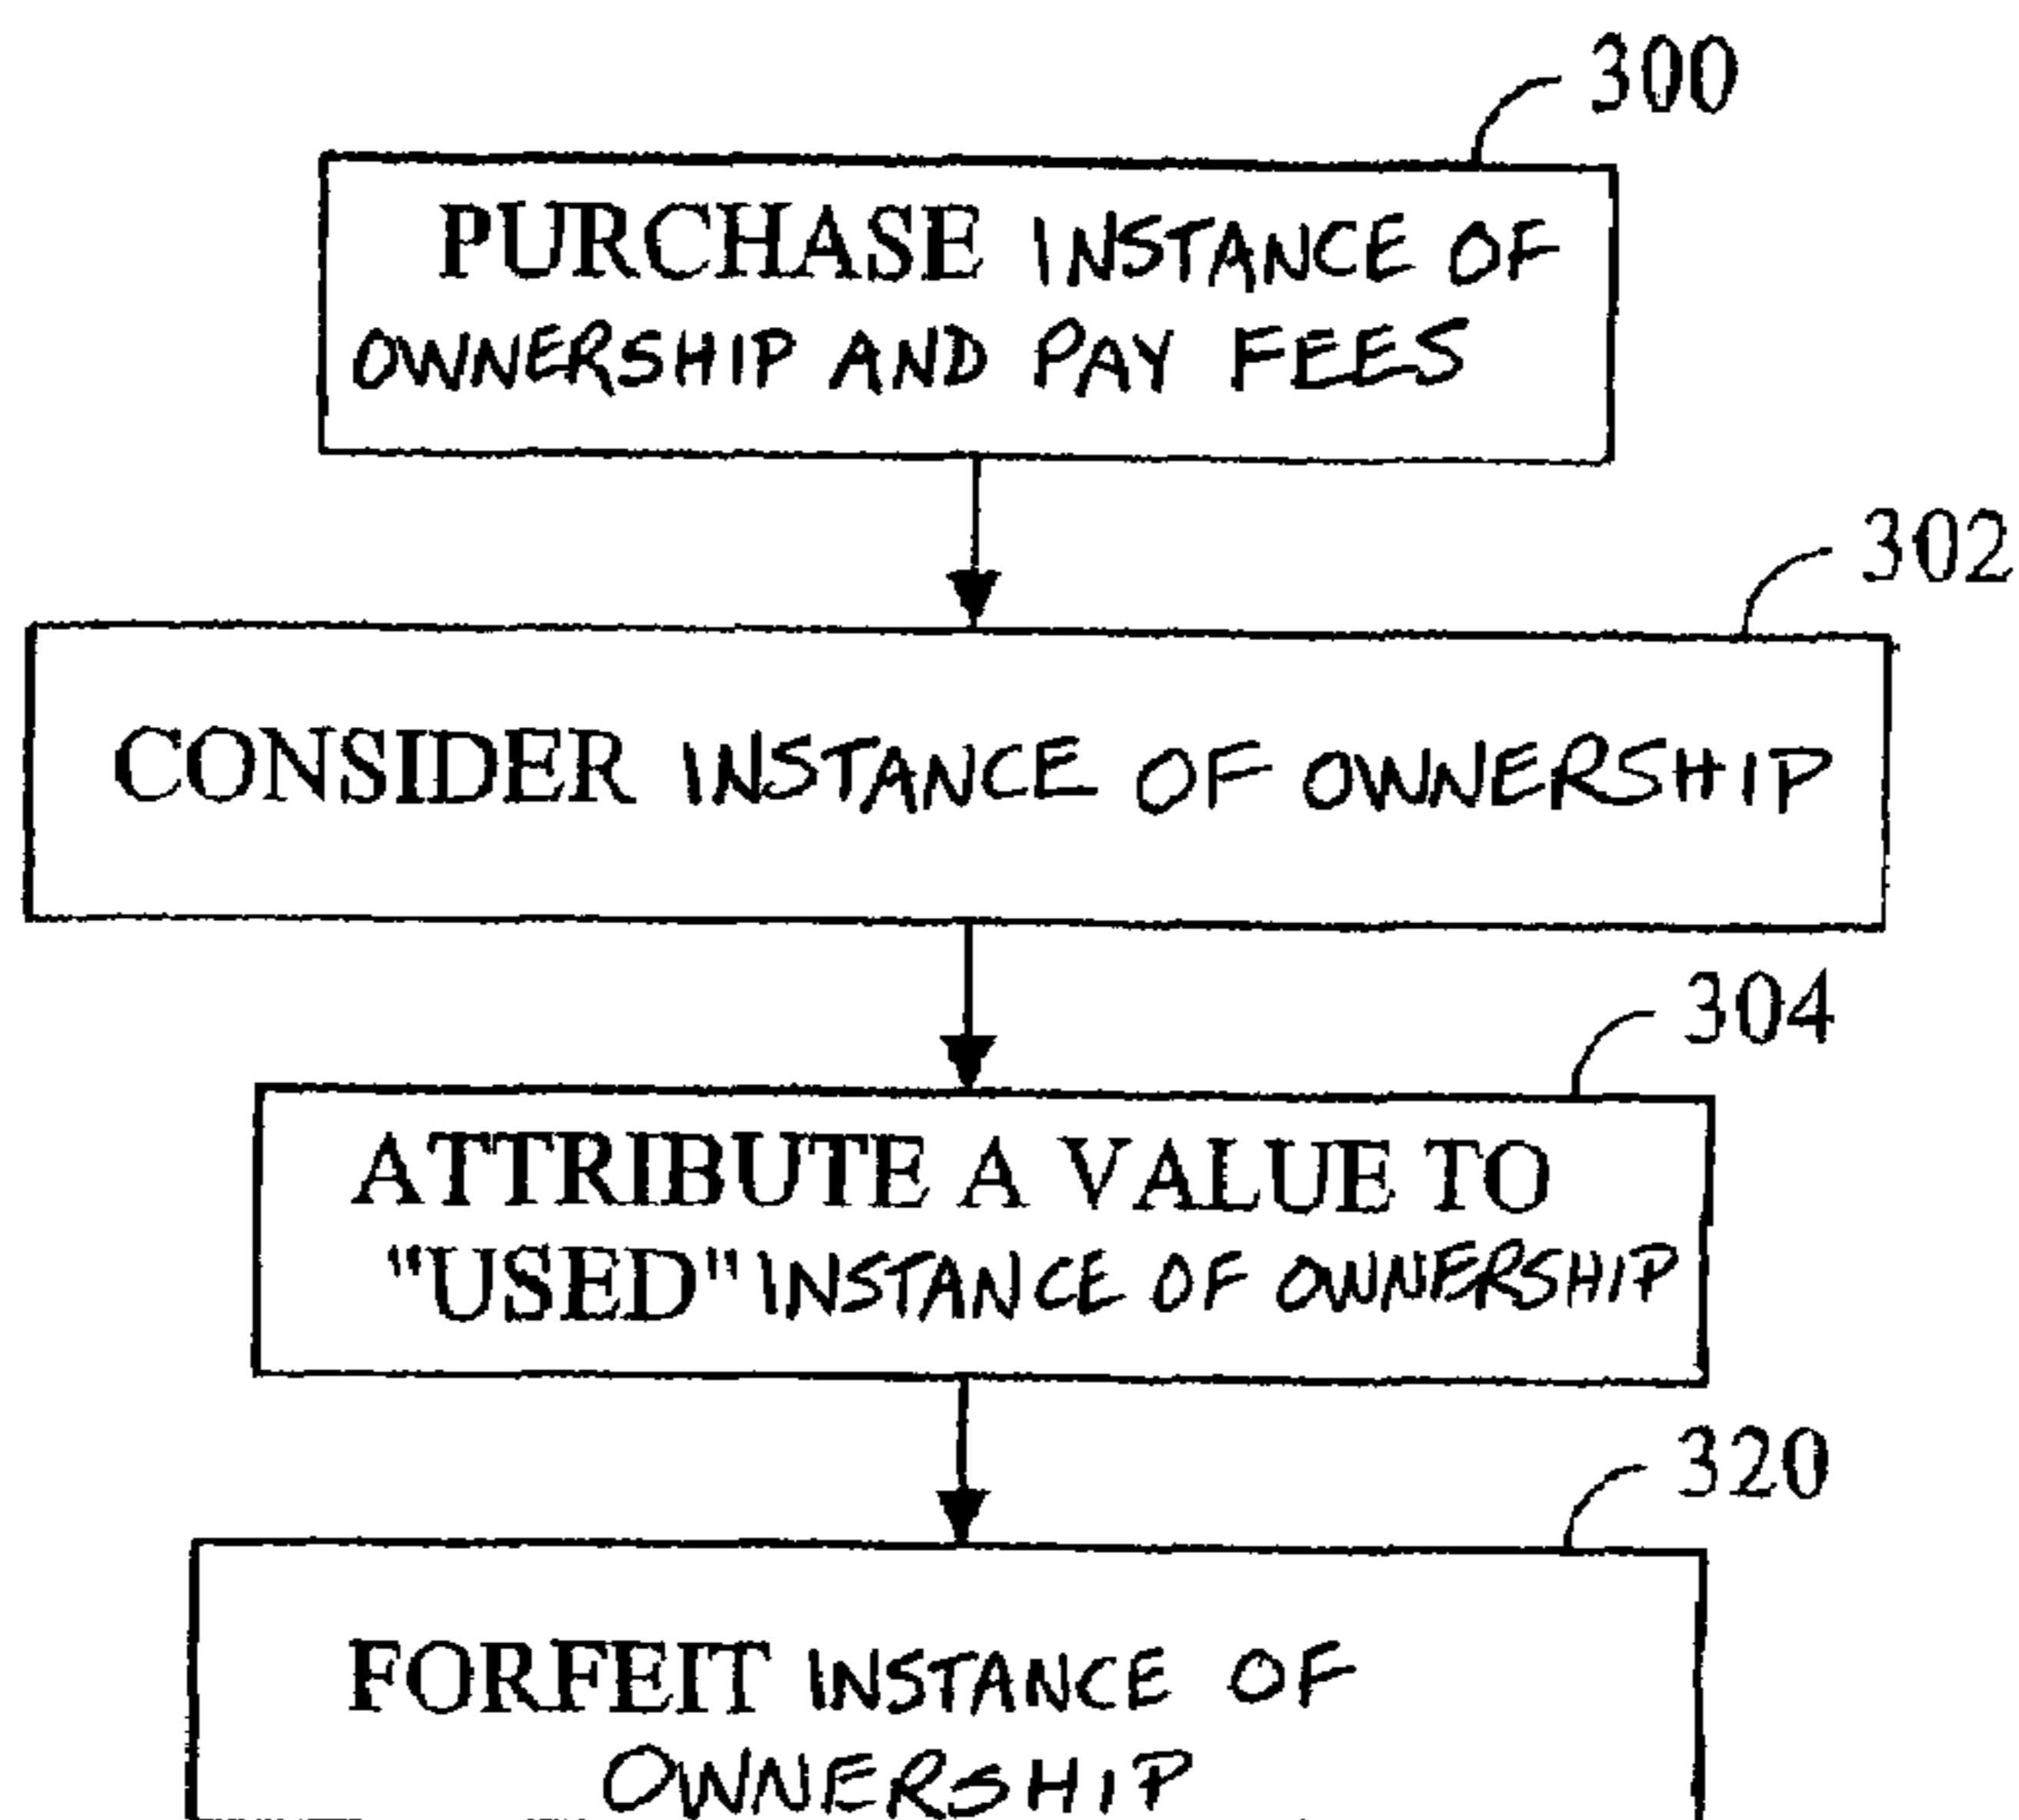 300
PURCHASE INSTANCE OF
OWNERSHIP AND PAY FEES
302
CONSIDER INSTANCE OF OWNERSHIP
304
ATTRIBUTE A VALUE TO
"USED" INSTANCE OF OWNERSHIP
320
FORFEIT INSTANCE OF
OWNERSHIP